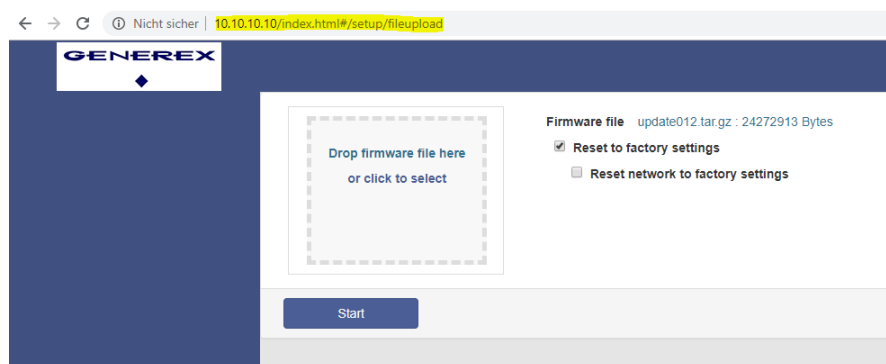 Nicht sicher | 10.10.10.10/index.html#/setup/fileupload
GENEREX
Drop firmware file here
or click to select
Firmware file update012.tar.gz : 24272913 Bytes
Reset to factory settings
Reset network to factory settings
Start